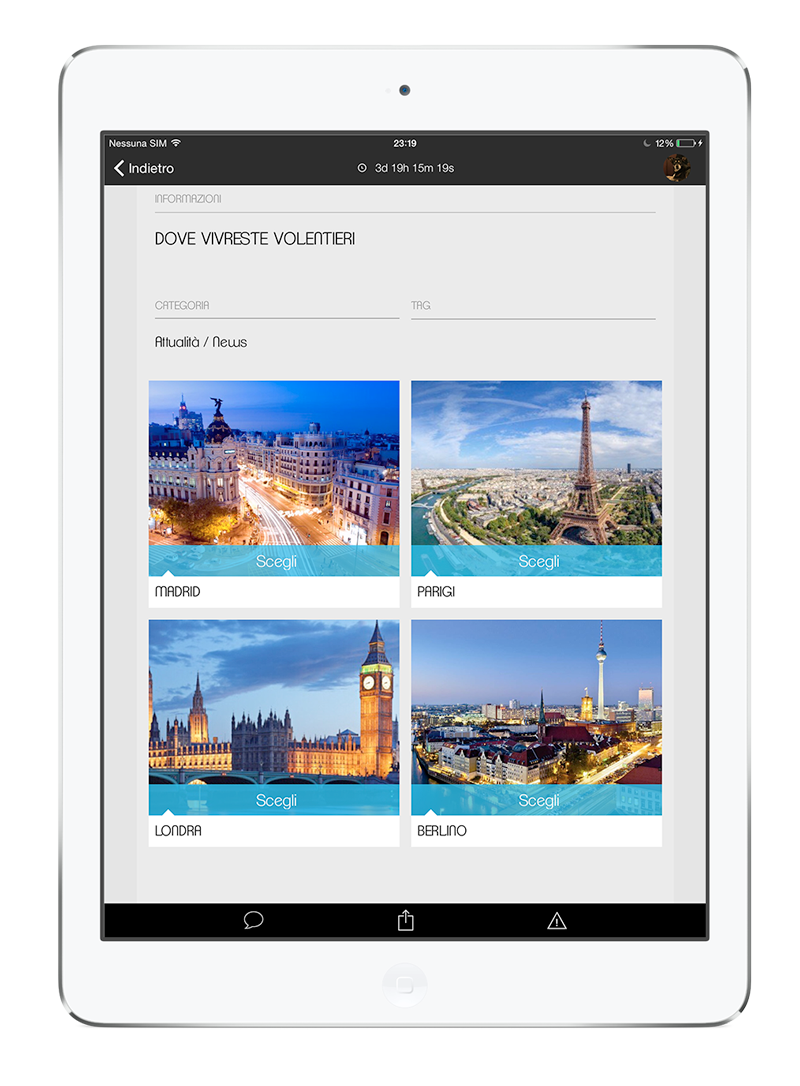 Nessuna SIM 23:19 12%
Indietro 3d 19h 15m 19s
INFORMAZIONI
DOVE VIVRESTE VOLENTIERI
CATEGORIA TAG
Attualità / News
Scegli Scegli
MADRID PARIGI
Scegli Scegli
LONDRA BERLINO